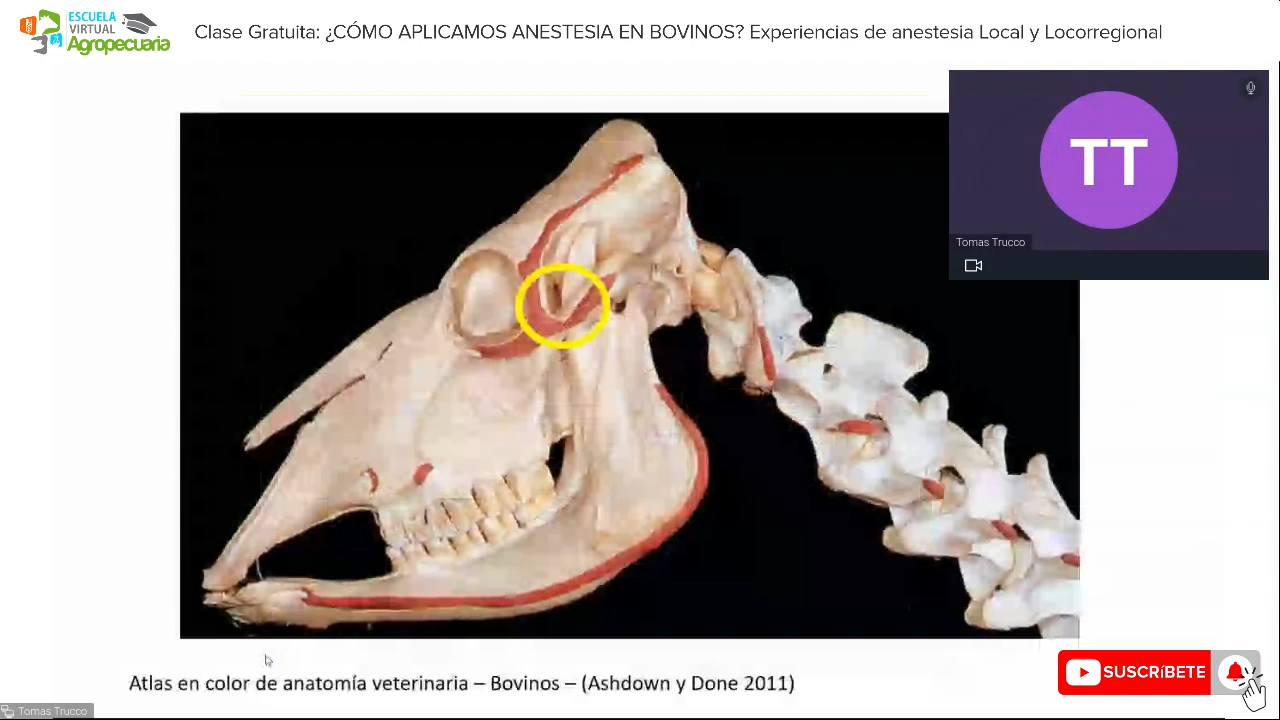 ESCUELA
VIRTUAL
Agropecuaria
Clase Gratuita: ¿CÓMO APLICAMOS ANESTESIA EN BOVINOS? Experiencias de anestesia Local y Locorregional
TT
Tomas Trucco
Atlas en color de anatomía veterinaria – Bovinos – (Ashdown y Done 2011)
SUSCRíBETE
Tomas Trucco